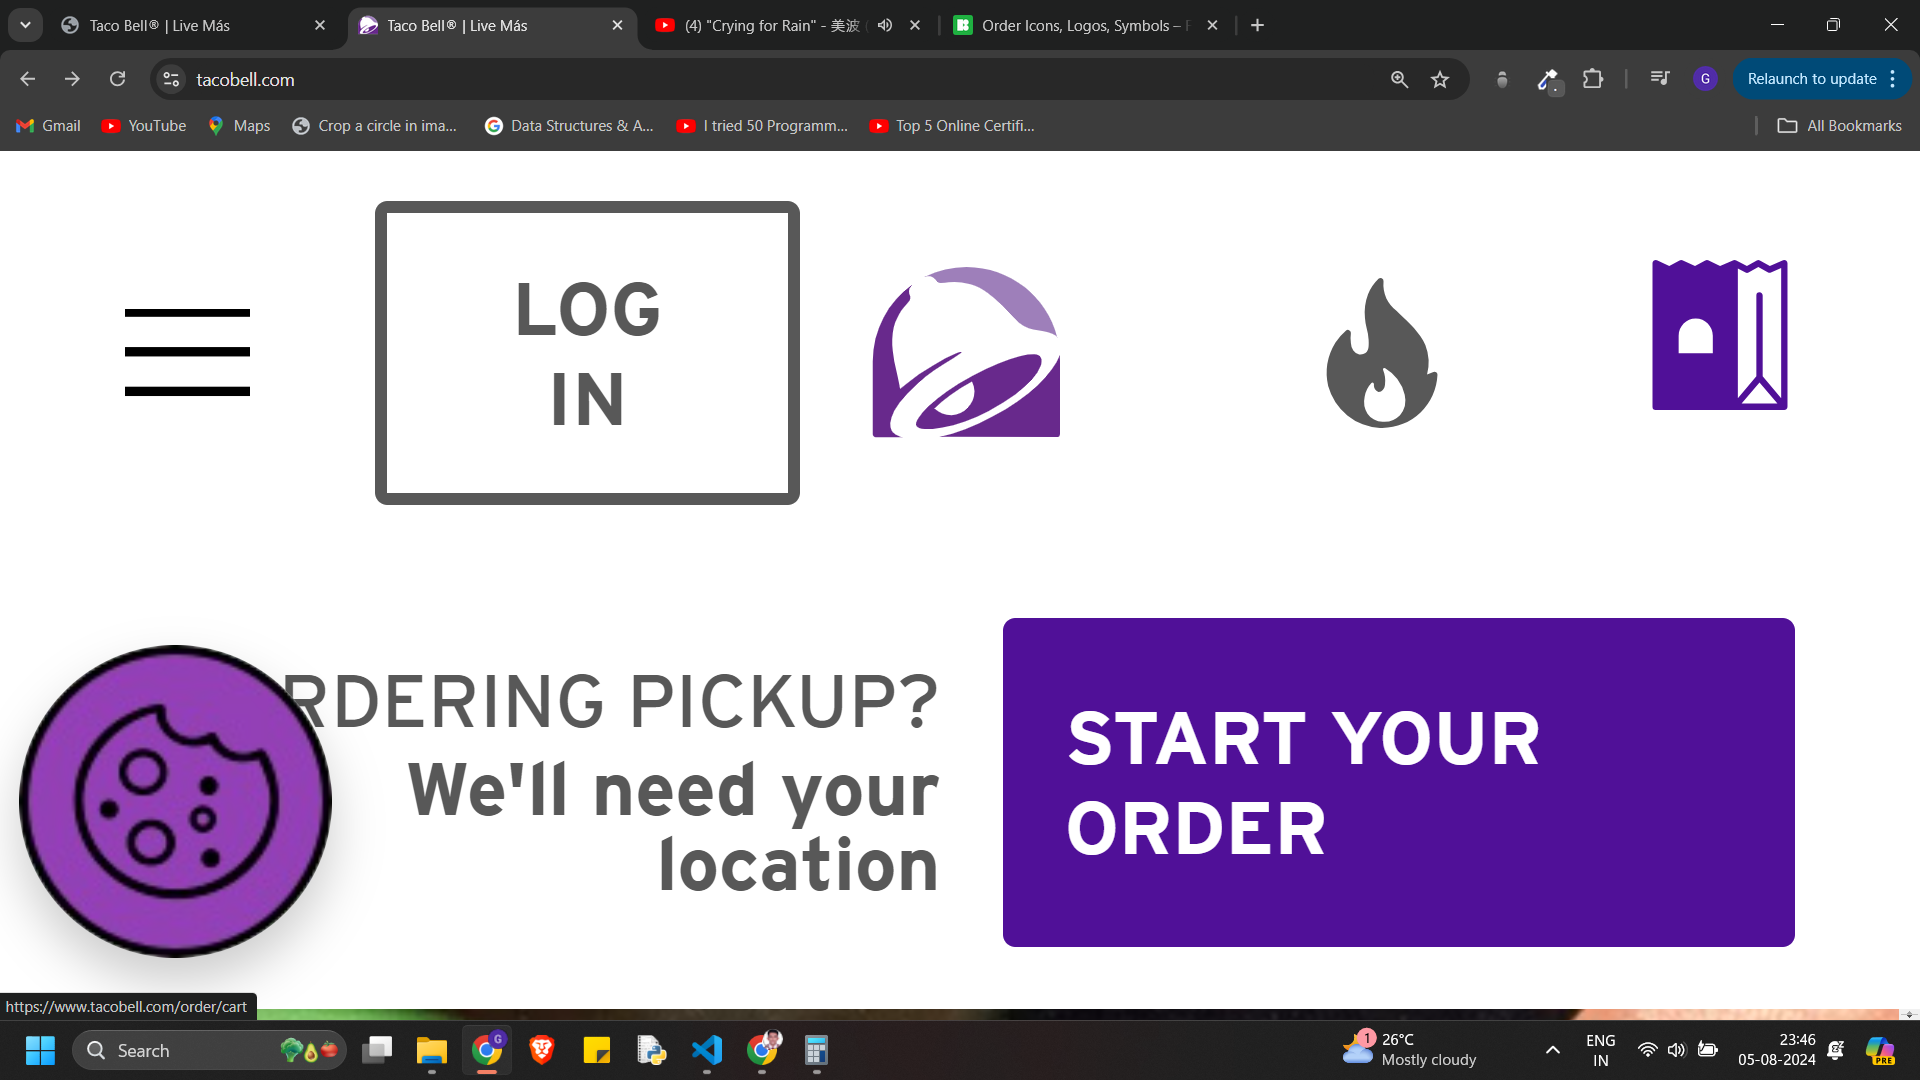 Taco Bell® | Live Más
Taco Bell® | Live Más
(4) "Crying for Rain" - 美波 (
Order Icons, Logos, Symbols – F
tacobell.com
G
Relaunch to update
Gmail
YouTube
Maps
Crop a circle in ima...
Data Structures & A...
I tried 50 Programm...
Top 5 Online Certifi...
All Bookmarks
LOG
IN
RDERING PICKUP?
We'll need your
location
START YOUR
ORDER
https://www.tacobell.com/order/cart
Search
G
1
26°C
Mostly cloudy
ENG
IN
23:46
05-08-2024
PRE